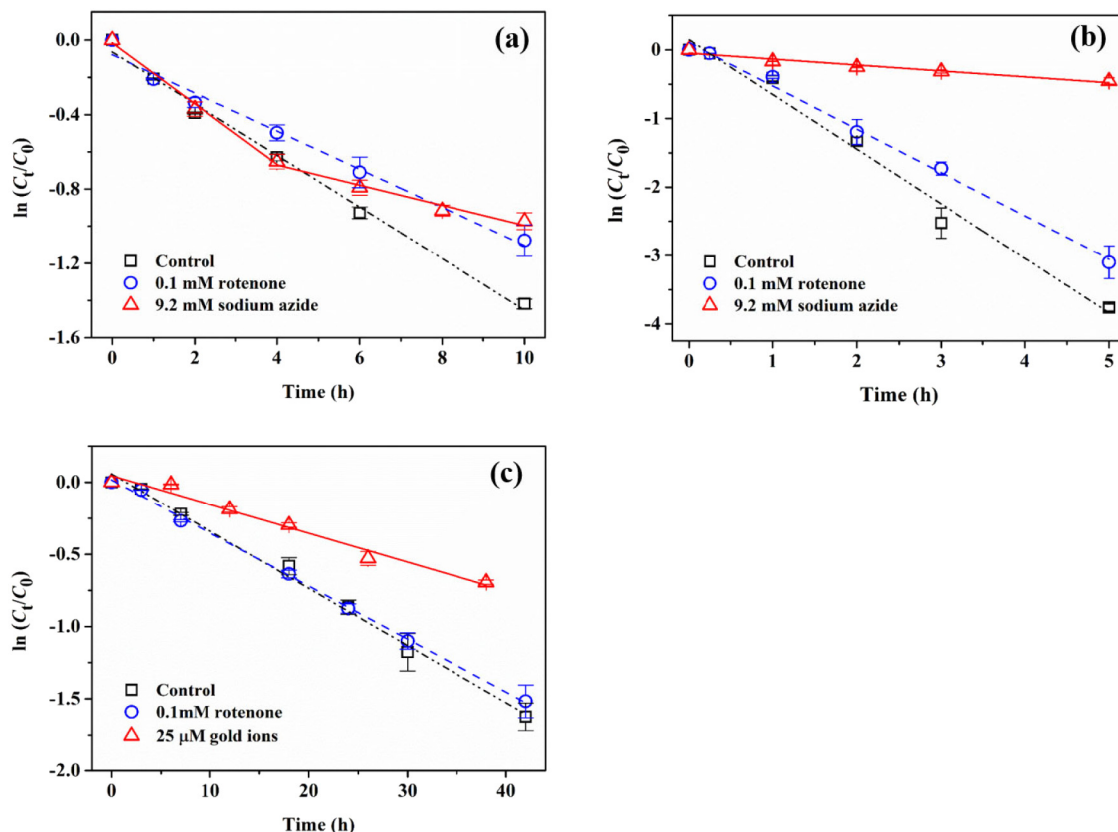 (a)
ln (Ct/C0)
0.0
-0.4
-0.8
-1.2
-1.6
Control
0.1 mM rotenone
9.2 mM sodium azide
0 2 4 6 8 10
Time (h)
(b)
ln (Ct/C0)
0
-1
-2
-3
-4
Control
0.1 mM rotenone
9.2 mM sodium azide
0 1 2 3 4 5
Time (h)
(c)
ln (Ct/C0)
0.0
-0.5
-1.0
-1.5
-2.0
Control
0.1mM rotenone
25 μM gold ions
0 10 20 30 40
Time (h)